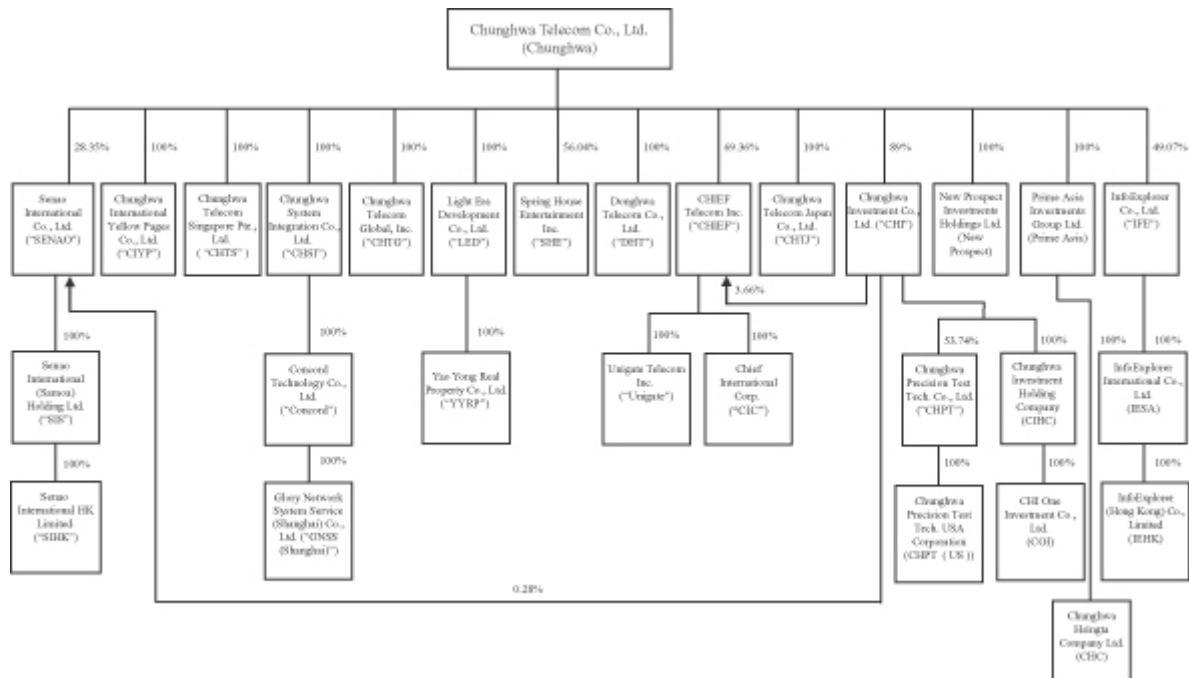 Chunghwa Telecom Co., Ltd.
(Chunghwa)
28.35%
100%
100%
100%
100%
100%
56.04%
100%
69.36%
100%
89%
100%
100%
49.07%
Senao
International
Co., Ltd.
("SENAO")
Chunghwa
International
Yellow Pages
Co., Ltd.
("CIYP")
Chunghwa
Telecom
Singapore Pte.,
Ltd.
( "CHTS" )
Chunghwa
System
Integration Co.,
Ltd.
("CHSI")
Chunghwa
Telecom
Global, Inc.
("CHTG")
Light Era
Development
Co., Ltd.
("LED")
Spring House
Entertainment
Inc.
("SHE")
Donghwa
Telecom Co.,
Ltd.
("DHT")
CHIEF
Telecom Inc.
("CHIEF")
Chunghwa
Telecom Japan
Co., Ltd.
("CHTJ")
Chunghwa
Investment Co.,
Ltd. ("CHI")
New Prospect
Investments
Holdings Ltd.
(New
Prospect)
Prime Asia
Investments
Group Ltd.
(Prime Asia)
InfoExplorer
Co., Ltd.
("IFE")
3.66%
100%
100%
100%
100%
100%
53.74%
100%
100%
100%
Senao
International
(Samoa)
Holding Ltd.
("SIS")
Concord
Technology Co.,
Ltd.
("Concord")
Yao Yong Real
Property Co., Ltd.
("YYRP")
Unigate Telecom
Inc.
("Unigate")
Chief
International
Corp.
("CIC")
Chunghwa
Precision Test
Tech. Co., Ltd.
("CHPT")
Chunghwa
Investment
Holding
Company
(CIHC)
InfoExplorer
International Co.,
Ltd.
(IESA)
100%
100%
100%
100%
100%
Senao
International HK
Limited
("SIHK")
Glory Network
System Service
(Shanghai) Co.,
Ltd. ("GNSS
(Shanghai)"
Chunghwa
Precision Test
Tech. USA
Corporation
(CHPT ( US ))
CHI One
Investment Co.,
Ltd.
(COI)
InfoExplorer
(Hong Kong) Co.,
Limited
(IEHK)
0.28%
Chunghwa
Hsingta
Company Ltd.
(CHC)